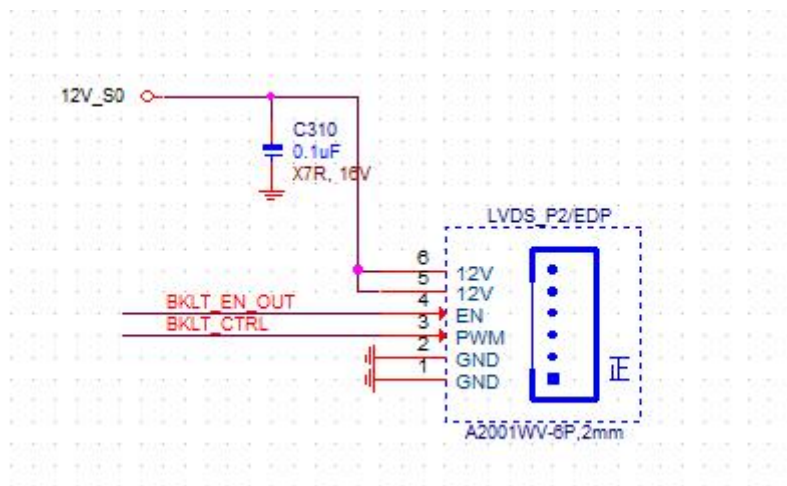 12V_S0
C310
0.1uF
X7R, 16V
LVDS_P2/EDP
6
12V
5
12V
BKLT_EN_OUT
4
EN
BKLT_CTRL
3
PWM
2
GND
1
GND
正
A2001WV-6P,2mm